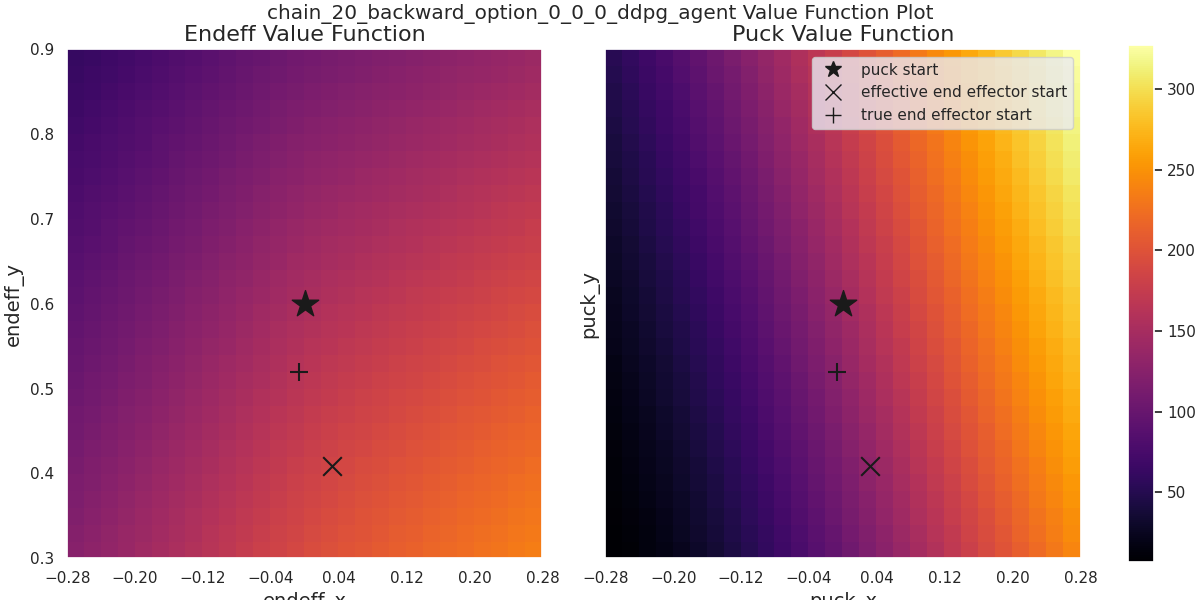 chain_20_backward_option_0_0_0_ddpg_agent Value Function Plot
Endeff Value Function
Puck Value Function
puck start
effective end effector start
true end effector start
endeff_y
0.9
0.8
0.7
0.6
0.5
0.4
0.3
−0.28 −0.20 −0.12 −0.04 0.04 0.12 0.20 0.28
endeff_x
puck_y
−0.28 −0.20 −0.12 −0.04 0.04 0.12 0.20 0.28
puck_x
300
250
200
150
100
50